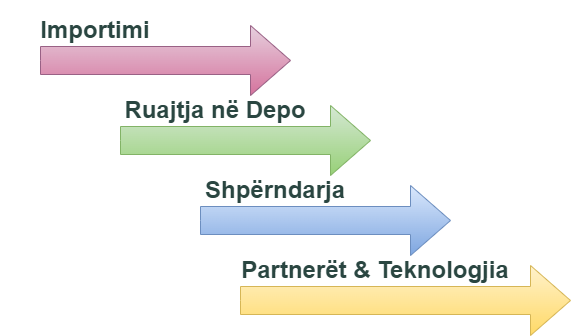 Importimi
Ruajtja në Depo
Shpërndarja
Partnerët & Teknologjia